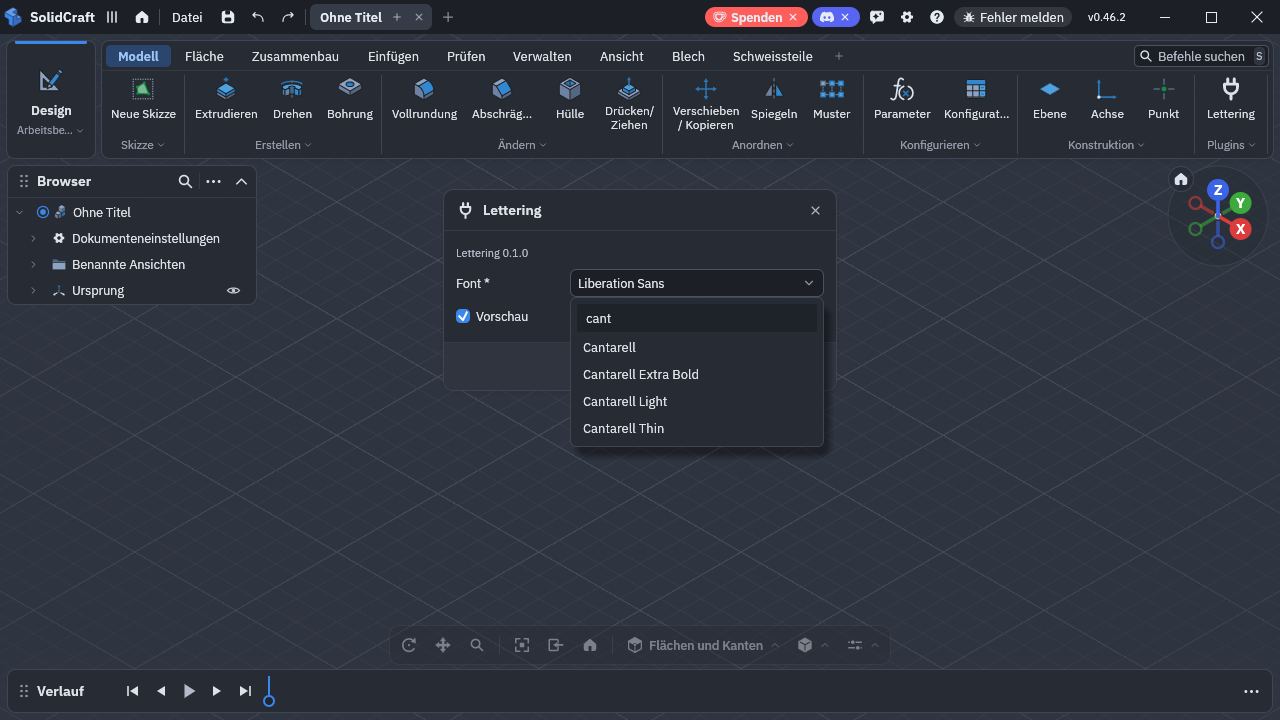 SolidCraft
Datei
Ohne Titel
Spenden
Fehler melden
v0.46.2
Design
Arbeitsbe...
Modell
Fläche
Zusammenbau
Einfügen
Prüfen
Verwalten
Ansicht
Blech
Schweissteile
Befehle suchen
S
Neue Skizze
Extrudieren
Drehen
Bohrung
Vollrundung
Abschräg...
Hülle
Drücken/
Ziehen
Verschieben
/ Kopieren
Spiegeln
Muster
Parameter
Konfigurat...
Ebene
Achse
Punkt
Lettering
Skizze
Erstellen
Ändern
Anordnen
Konfigurieren
Konstruktion
Plugins
Browser
Ohne Titel
Dokumenteneinstellungen
Benannte Ansichten
Ursprung
Z
Y
X
Lettering
Lettering 0.1.0
Font *
Liberation Sans
Vorschau
cant
Cantarell
Cantarell Extra Bold
Cantarell Light
Cantarell Thin
Flächen und Kanten
Verlauf